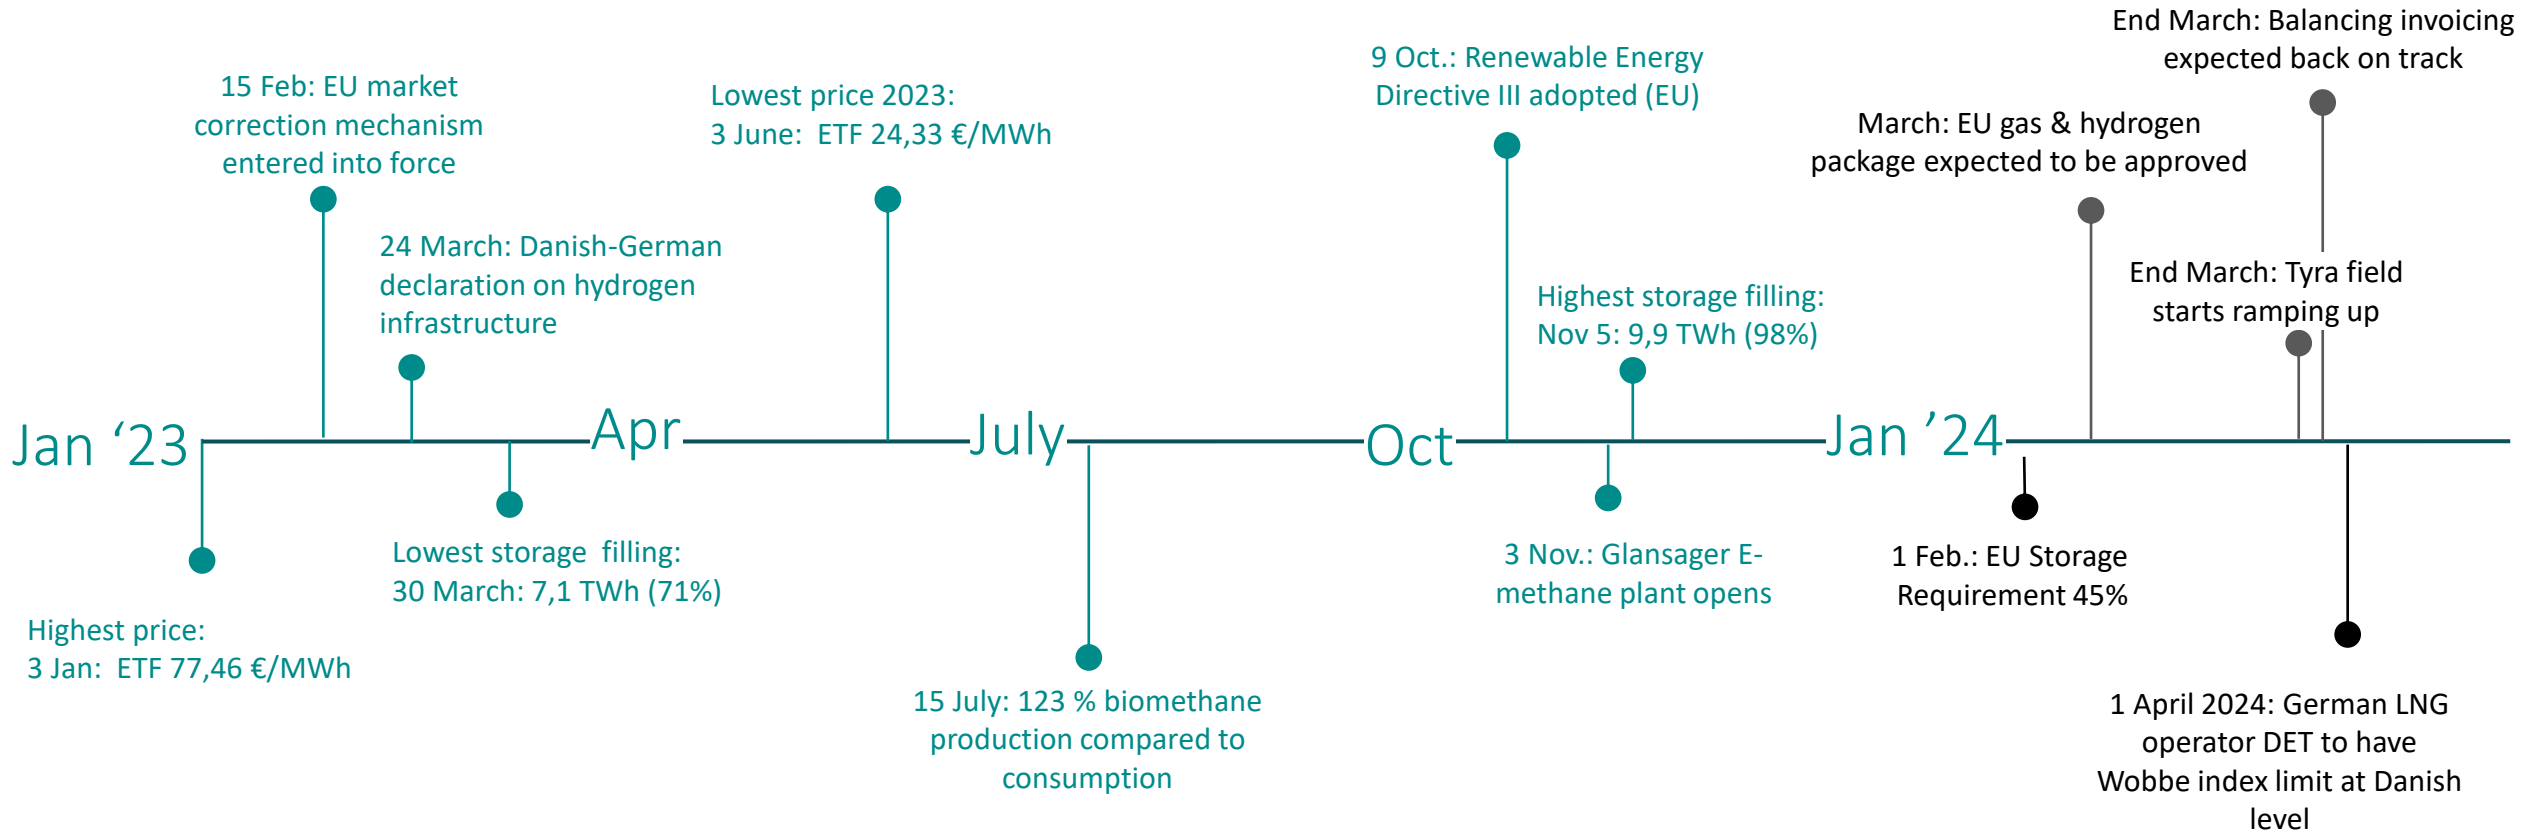 End March: Balancing invoicing
expected back on track
9 Oct.: Renewable Energy
Directive III adopted (EU)
15 Feb: EU market
correction mechanism
entered into force
Lowest price 2023:
3 June:  ETF 24,33 €/MWh
March: EU gas & hydrogen
package expected to be approved
24 March: Danish-German
declaration on hydrogen
infrastructure
End March: Tyra field
starts ramping up
Highest storage filling:
Nov 5: 9,9 TWh (98%)
Jan ‘23
Apr
July
Oct
Jan ’24
Lowest storage  filling:
30 March: 7,1 TWh (71%)
3 Nov.: Glansager E-
methane plant opens
1 Feb.: EU Storage
Requirement 45%
Highest price:
3 Jan:  ETF 77,46 €/MWh
15 July: 123 % biomethane
production compared to
consumption
1 April 2024: German LNG
operator DET to have
Wobbe index limit at Danish
level